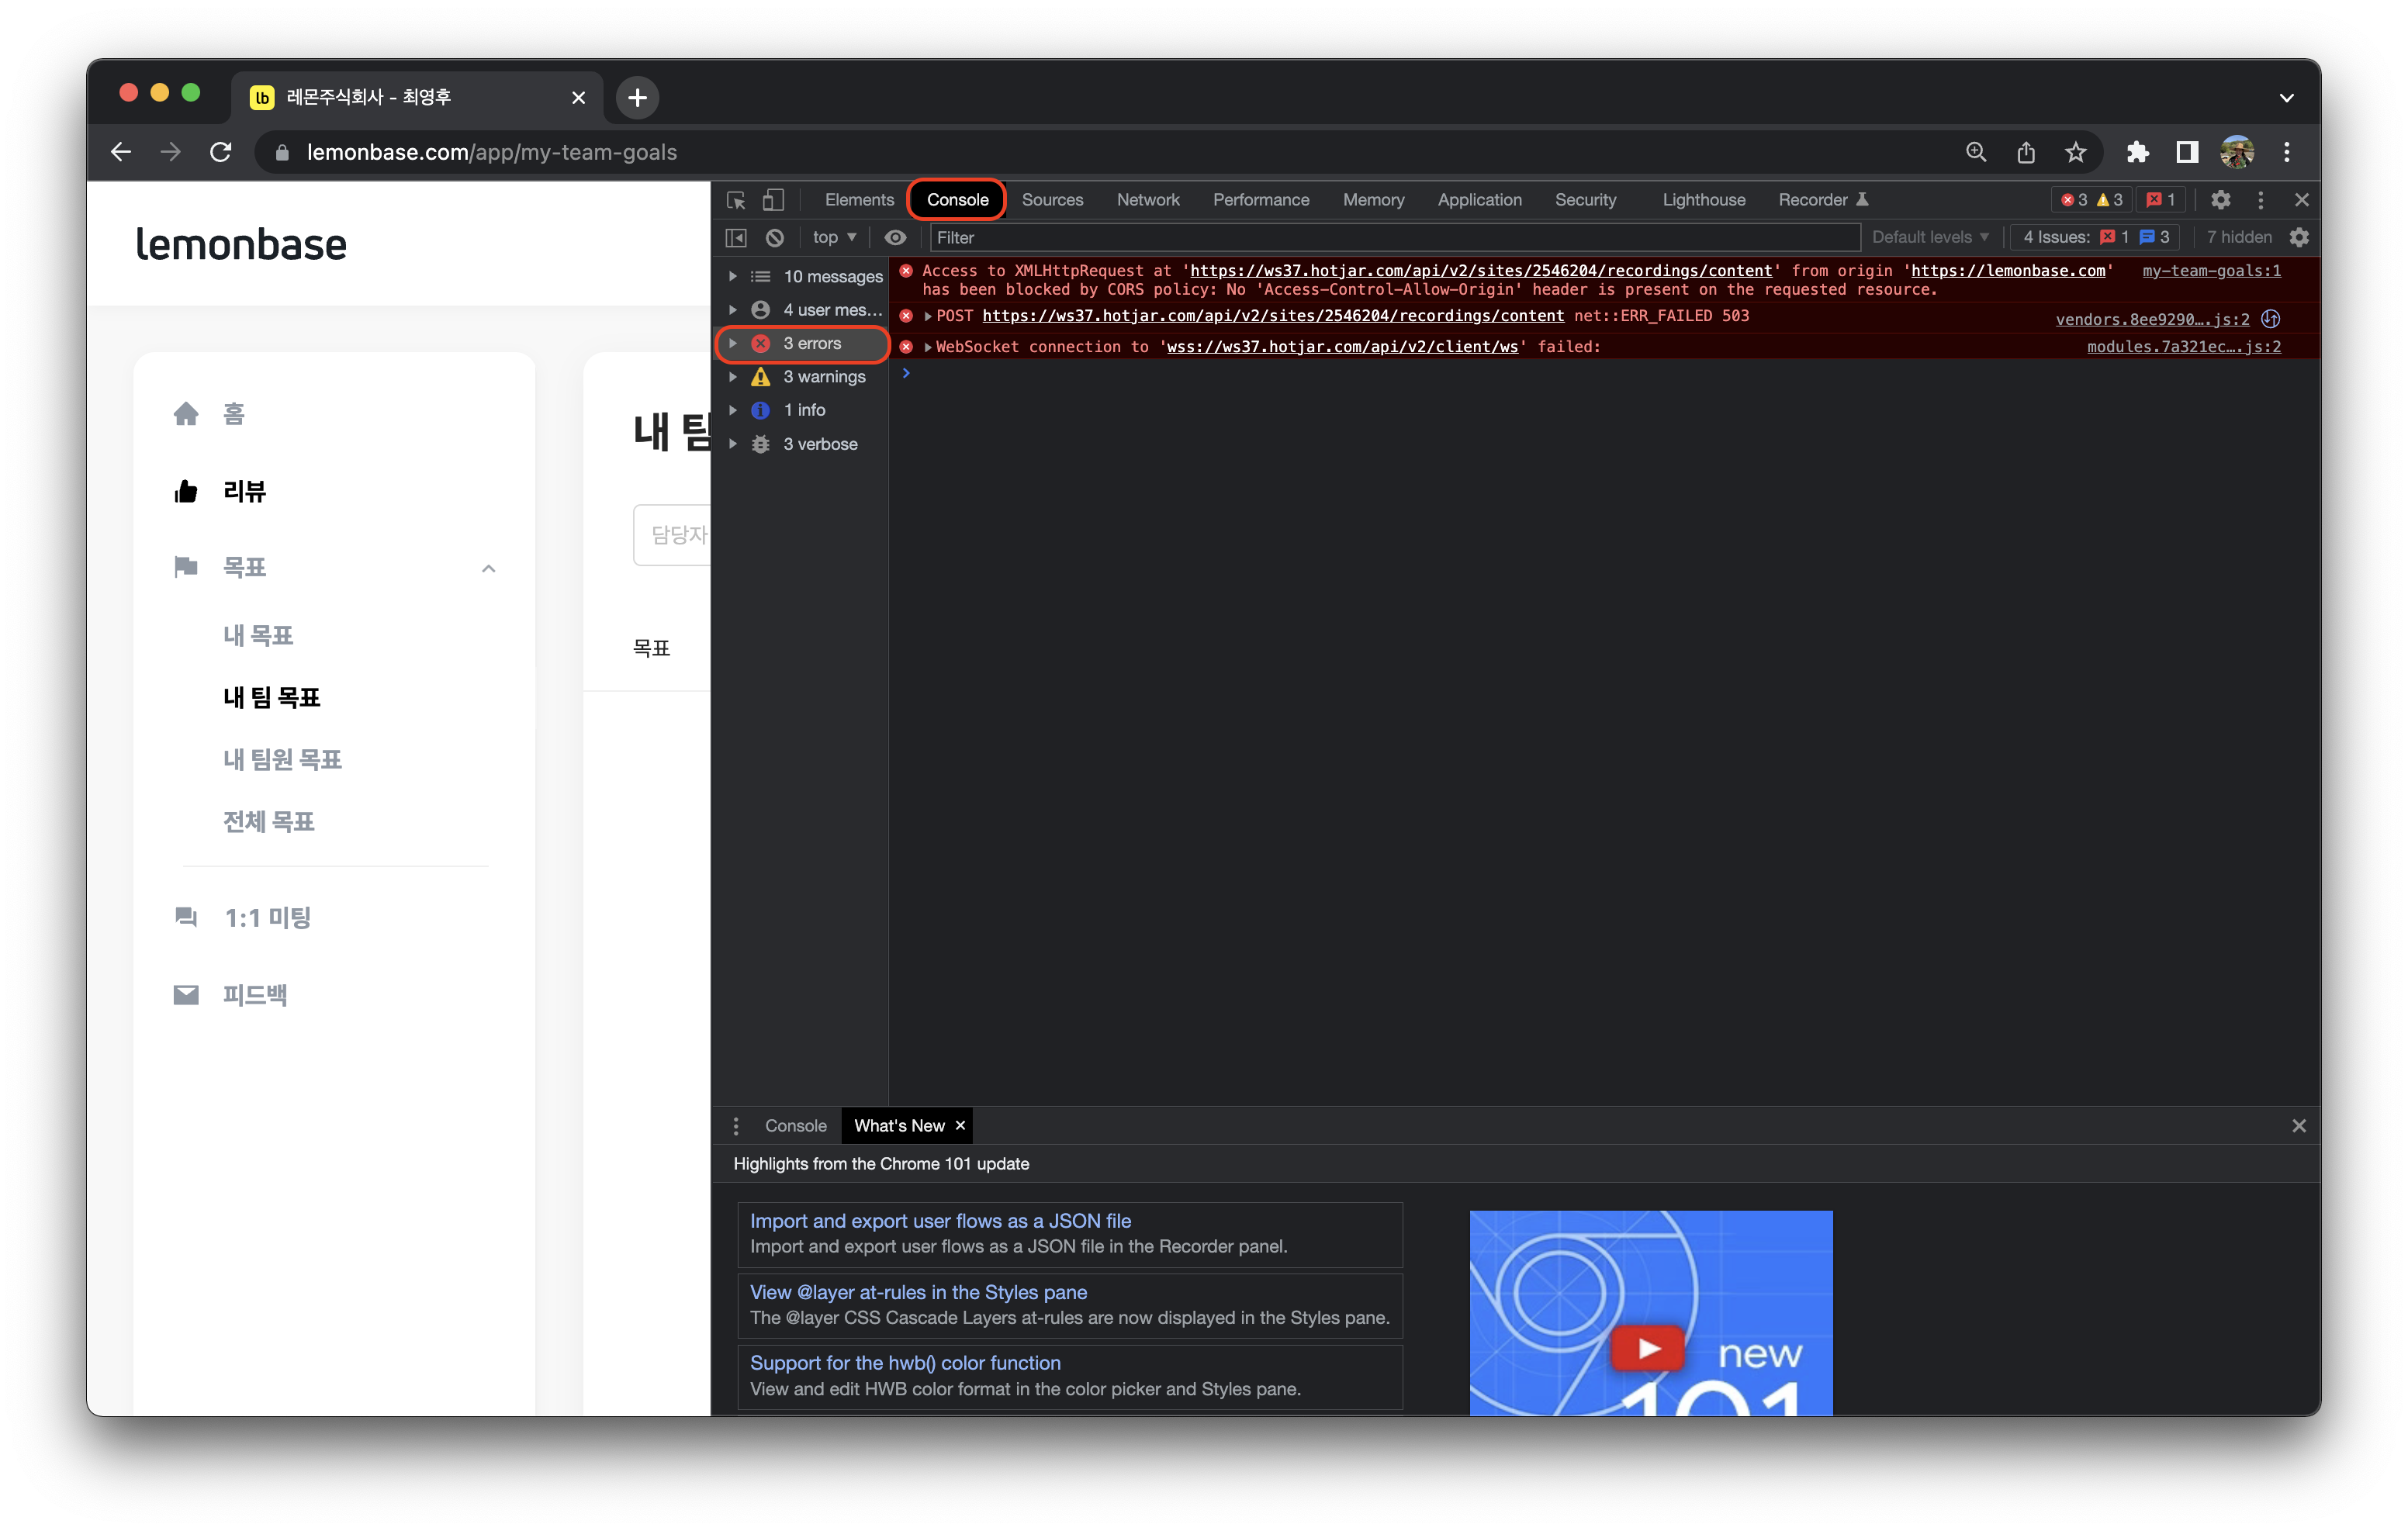 lb 레몬주식회사 - 최영후
lemonbase.com/app/my-team-goals
lemonbase
홈
리뷰
목표
내 목표
내 팀 목표
내 팀원 목표
전체 목표
1:1 미팅
피드백
내 팀
담당자
목표
Elements Console Sources Network Performance Memory Application Security Lighthouse Recorder 3 3 1
top Filter Default levels 4 Issues: 1 3 7 hidden
10 messages
4 user mes…
3 errors
3 warnings
1 info
3 verbose
Access to XMLHttpRequest at 'https://ws37.hotjar.com/api/v2/sites/2546204/recordings/content' from origin 'https://lemonbase.com' my-team-goals:1
has been blocked by CORS policy: No 'Access-Control-Allow-Origin' header is present on the requested resource.
POST https://ws37.hotjar.com/api/v2/sites/2546204/recordings/content net::ERR_FAILED 503 vendors.8ee9290….js:2
WebSocket connection to 'wss://ws37.hotjar.com/api/v2/client/ws' failed: modules.7a321ec….js:2
Console What's New
Highlights from the Chrome 101 update
Import and export user flows as a JSON file
Import and export user flows as a JSON file in the Recorder panel.
View @layer at-rules in the Styles pane
The @layer CSS Cascade Layers at-rules are now displayed in the Styles pane.
Support for the hwb() color function
View and edit HWB color format in the color picker and Styles pane.
new
101